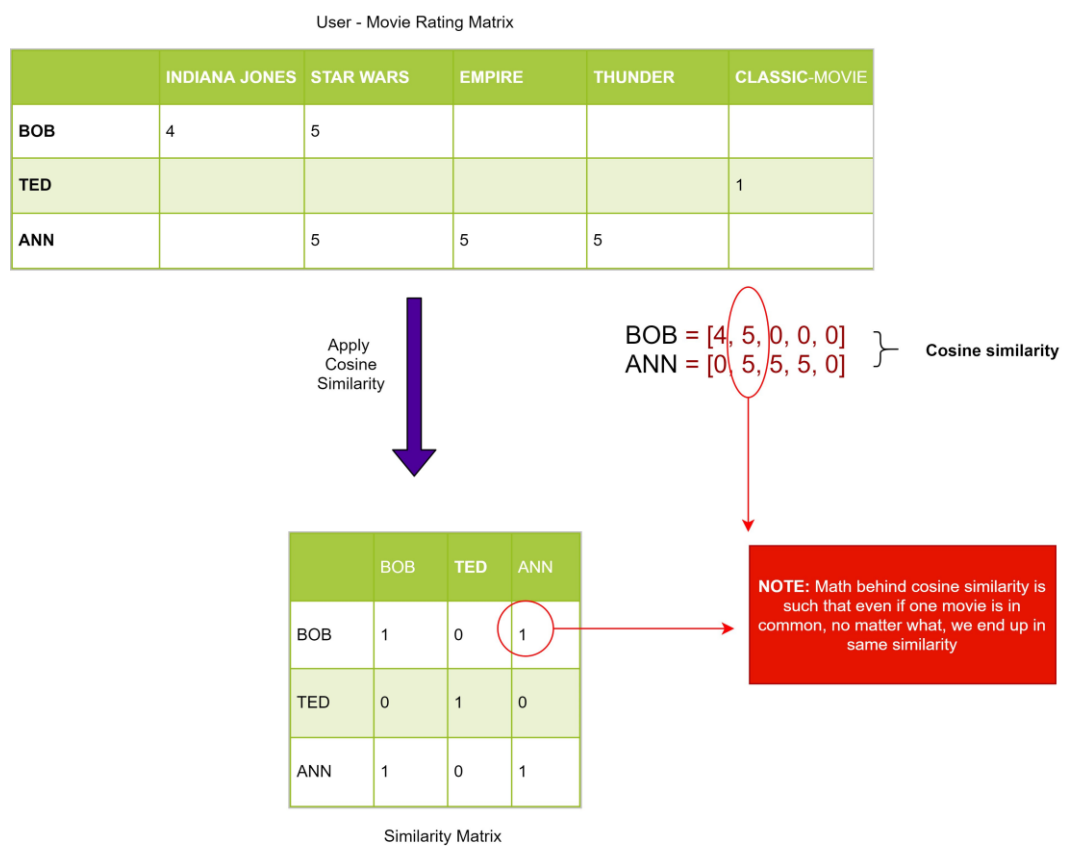 User - Movie Rating Matrix
INDIANA JONES STAR WARS EMPIRE THUNDER CLASSIC-MOVIE
BOB 4 5
TED 1
ANN 5 5 5
Apply
Cosine
Similarity
BOB = [4, 5, 0, 0, 0]
ANN = [0, 5, 5, 5, 0]
Cosine similarity
BOB TED ANN
BOB 1 0 1
TED 0 1 0
ANN 1 0 1
Similarity Matrix
NOTE: Math behind cosine similarity is
such that even if one movie is in
common, no matter what, we end up in
same similarity